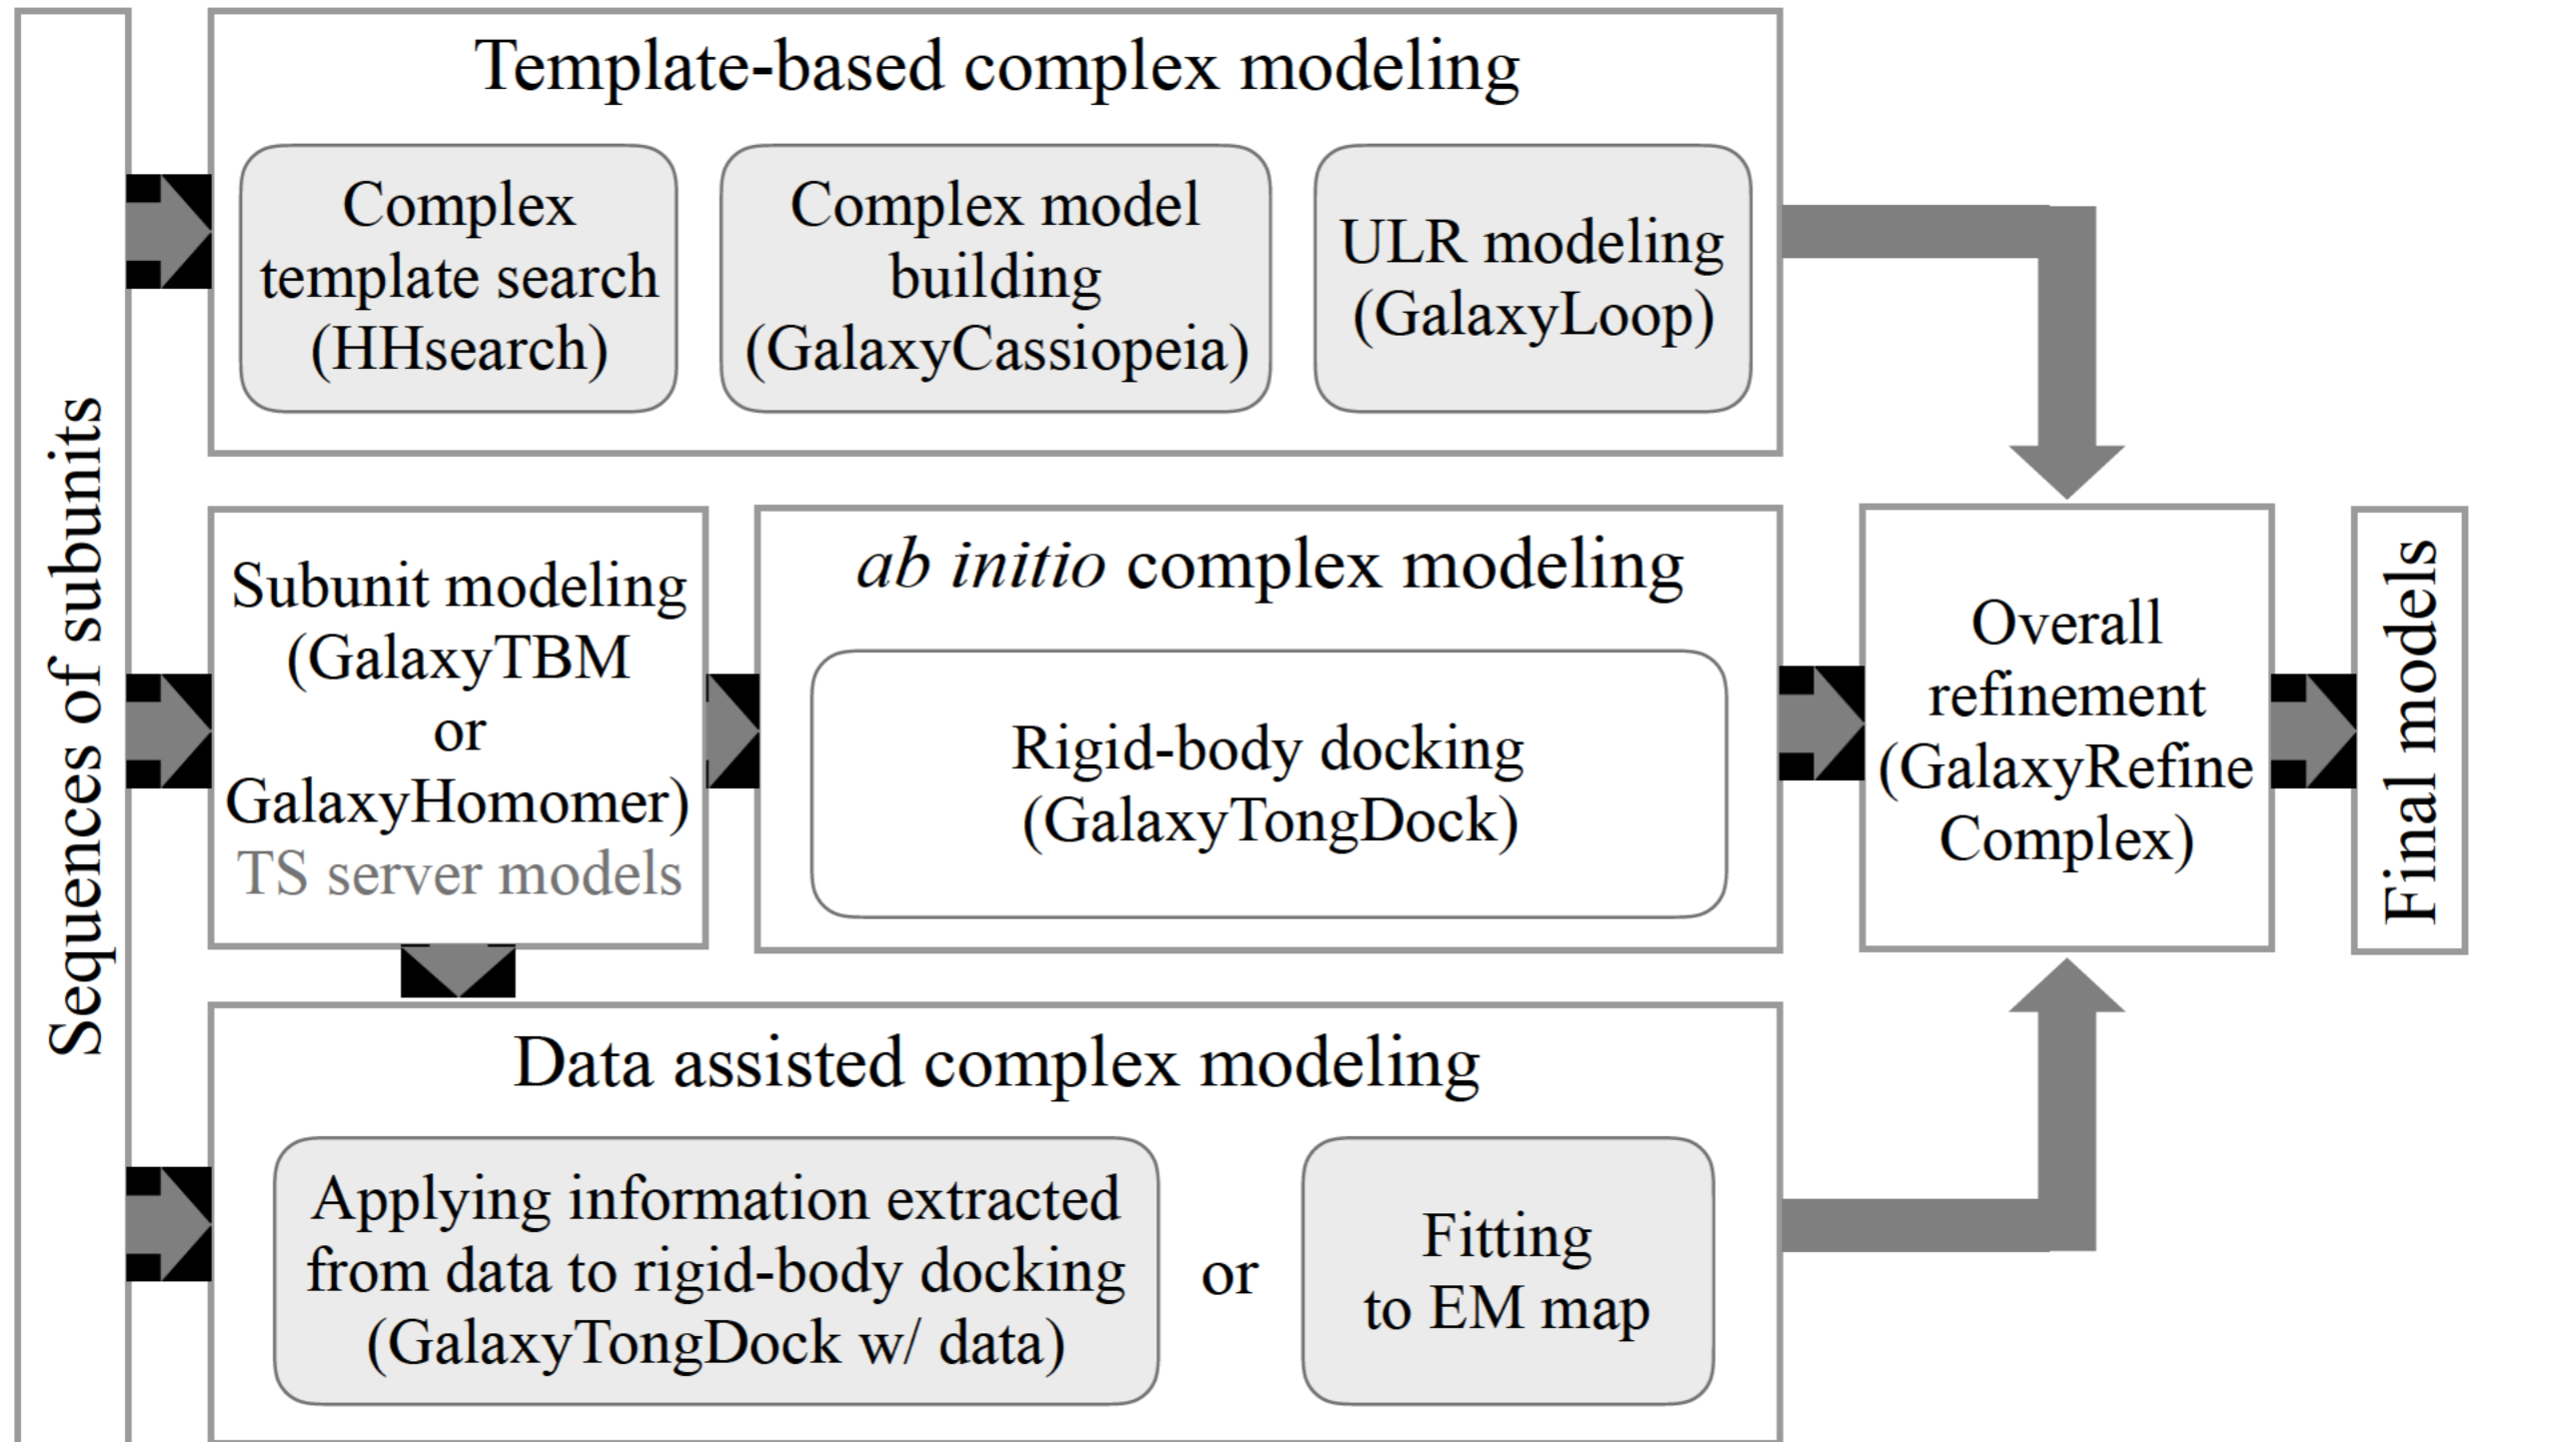 Sequences of subunits
Template-based complex modeling
Complex
template search
(HHsearch)
Complex model
building
(GalaxyCassiopeia)
ULR modeling
(GalaxyLoop)
Subunit modeling
(GalaxyTBM
or
GalaxyHomomer)
TS server models
ab initio complex modeling
Rigid-body docking
(GalaxyTongDock)
Overall
refinement
(GalaxyRefine
Complex)
Final models
Data assisted complex modeling
Applying information extracted
from data to rigid-body docking
(GalaxyTongDock w/ data)
or
Fitting
to EM map